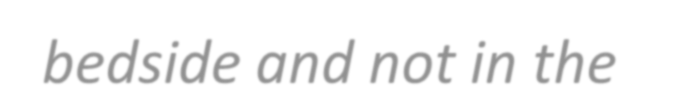 bedside and not in the